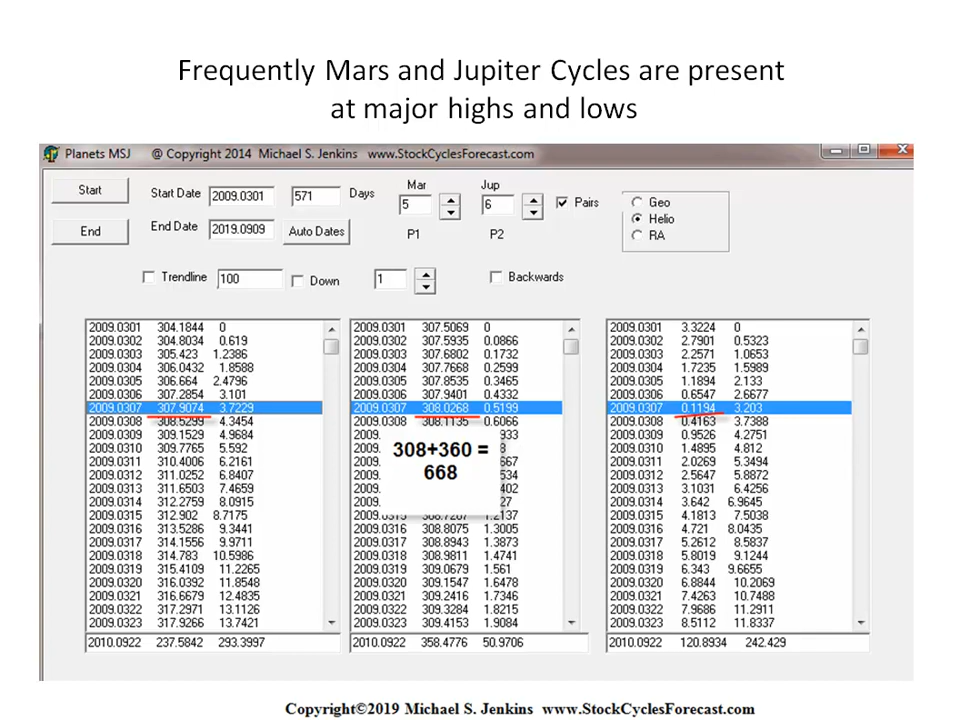 Frequently Mars and Jupiter Cycles are present
at major highs and lows
Planets MSJ @ Copyright 2014 Michael S. Jenkins www.StockCyclesForecast.com
Start Start Date 2009.0301 571 Days Mar 5 Jup 6 Pairs Geo
Helio
End End Date 2019.0909 Auto Dates P1 P2 RA
Trendline 100 Down 1 Backwards
2009.0301 304.1844 0
2009.0302 304.8034 0.619
2009.0303 305.423 1.2386
2009.0304 306.0432 1.8588
2009.0305 306.664 2.4796
2009.0306 307.2854 3.101
2009.0307 307.9074 3.7229
2009.0308 308.5299 4.3454
2009.0309 309.1529 4.9684
2009.0310 309.7765 5.592
2009.0311 310.4006 6.2161
2009.0312 311.0252 6.8407
2009.0313 311.6503 7.4659
2009.0314 312.2759 8.0915
2009.0315 312.902 8.7175
2009.0316 313.5286 9.3441
2009.0317 314.1556 9.9711
2009.0318 314.783 10.5986
2009.0319 315.4109 11.2265
2009.0320 316.0392 11.8548
2009.0321 316.6679 12.4835
2009.0322 317.2971 13.1126
2009.0323 317.9266 13.7421
2010.0922 237.5842 293.3997
2009.0301 307.5069 0
2009.0302 307.5935 0.0866
2009.0303 307.6802 0.1732
2009.0304 307.7668 0.2599
2009.0305 307.8535 0.3465
2009.0306 307.9401 0.4332
2009.0307 308.0268 0.5199
2009.0308 308.1135 0.6066
2009. 933
2009.
2009.
2009. 667
2009. 534
2009. 402
2009. 27
308+360 =
668
2009.0316 308.8075 1.3005
2009.0317 308.8943 1.3873
2009.0318 308.9811 1.4741
2009.0319 309.0679 1.561
2009.0320 309.1547 1.6478
2009.0321 309.2416 1.7346
2009.0322 309.3284 1.8215
2009.0323 309.4153 1.9084
2010.0922 358.4776 50.9706
2009.0301 3.3224 0
2009.0302 2.7901 0.5323
2009.0303 2.2571 1.0653
2009.0304 1.7235 1.5989
2009.0305 1.1894 2.133
2009.0306 0.6547 2.6677
2009.0307 0.1194 3.203
2009.0308 0.4163 3.7388
2009.0309 0.9526 4.2751
2009.0310 1.4895 4.812
2009.0311 2.0269 5.3494
2009.0312 2.5647 5.8872
2009.0313 3.1031 6.4256
2009.0314 3.642 6.9645
2009.0315 4.1813 7.5038
2009.0316 4.721 8.0435
2009.0317 5.2612 8.5837
2009.0318 5.8019 9.1244
2009.0319 6.343 9.6655
2009.0320 6.8844 10.2069
2009.0321 7.4263 10.7488
2009.0322 7.9686 11.2911
2009.0323 8.5112 11.8337
2010.0922 120.8934 242.429
Copyright©2019 Michael S. Jenkins www.StockCyclesForecast.com